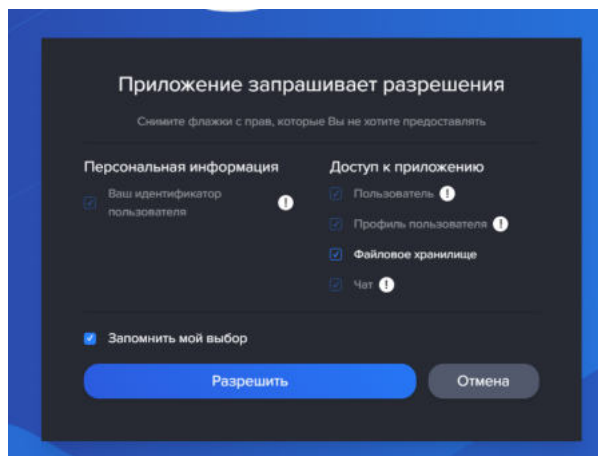 Приложение запрашивает разрешения
Снимите флажки с прав, которые Вы не хотите предоставлять
Персональная информация
Ваш идентификатор
пользователя
Доступ к приложению
Пользователь
Профиль пользователя
Файловое хранилище
Чат
Запомнить мой выбор
Разрешить
Отмена